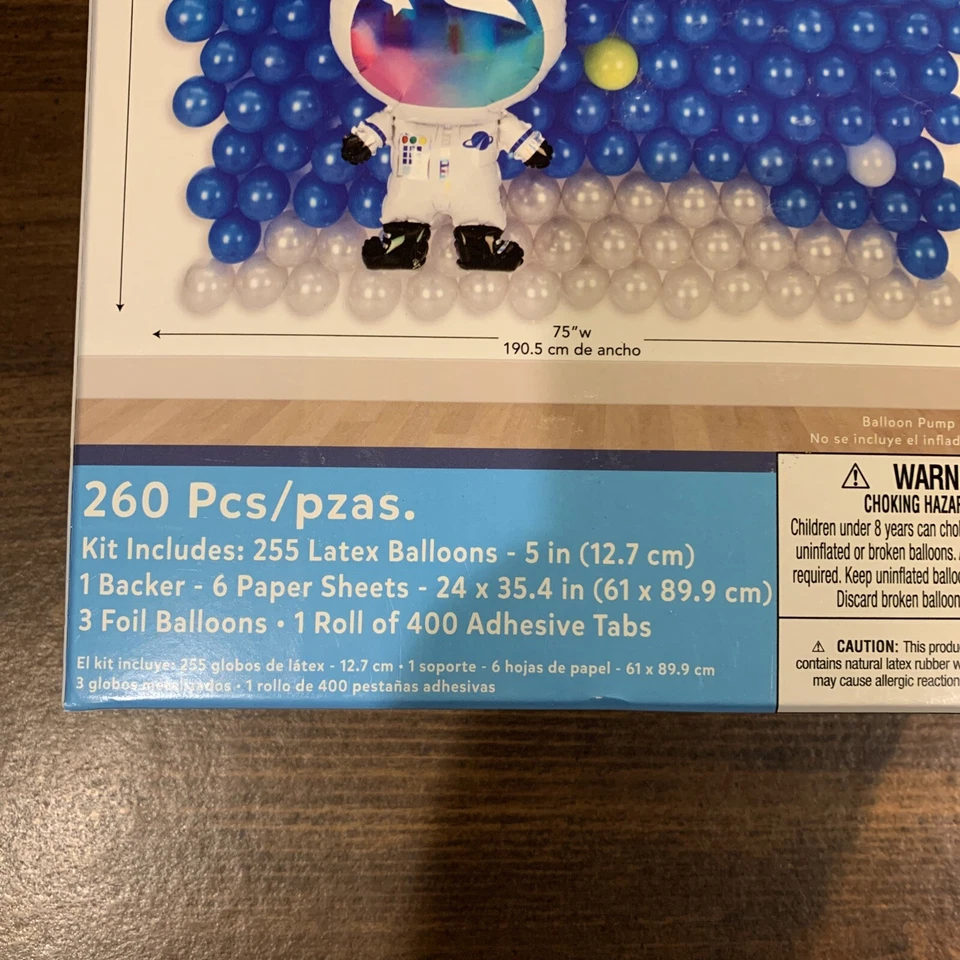 75"w
190.5 cm de ancho
Balloon Pump
No se incluye el inflad
260 Pcs/pzas.
Kit Includes: 255 Latex Balloons - 5 in (12.7 cm)
1 Backer - 6 Paper Sheets - 24 x 35.4 in (61 x 89.9 cm)
3 Foil Balloons • 1 Roll of 400 Adhesive Tabs
El kit incluye: 255 globos de látex - 12.7 cm • 1 soporte - 6 hojas de papel - 61 x 89.9 cm
3 globos metalizados • 1 rollo de 400 pestañas adhesivas
⚠ WARN
CHOKING HAZAR
Children under 8 years can chok
uninflated or broken balloons. A
required. Keep uninflated balloo
Discard broken balloon
⚠ CAUTION: This produ
contains natural latex rubber w
may cause allergic reaction